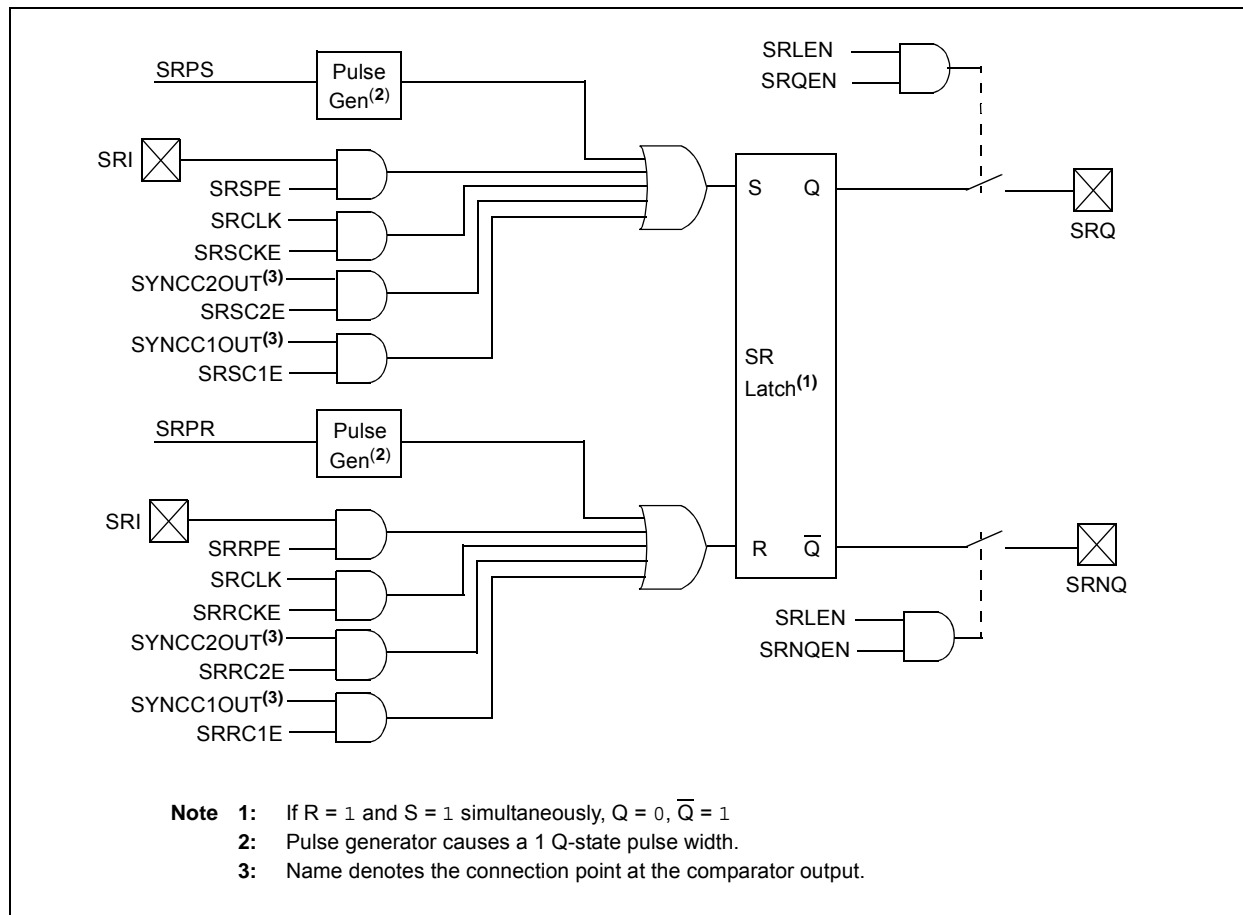 SRLEN
SRQEN
SRPS
Pulse
Gen(2)
SRI
SRSPE
SRCLK
SRSCKE
SYNCC2OUT(3)
SRSC2E
SYNCC1OUT(3)
SRSC1E
S Q
SRQ
SR
Latch(1)
SRPR
Pulse
Gen(2)
SRI
SRRPE
SRCLK
SRRCKE
SYNCC2OUT(3)
SRRC2E
SYNCC1OUT(3)
SRRC1E
R Q̅
SRNQ
SRLEN
SRNQEN
Note 1: If R = 1 and S = 1 simultaneously, Q = 0, Q̅ = 1
2: Pulse generator causes a 1 Q-state pulse width.
3: Name denotes the connection point at the comparator output.